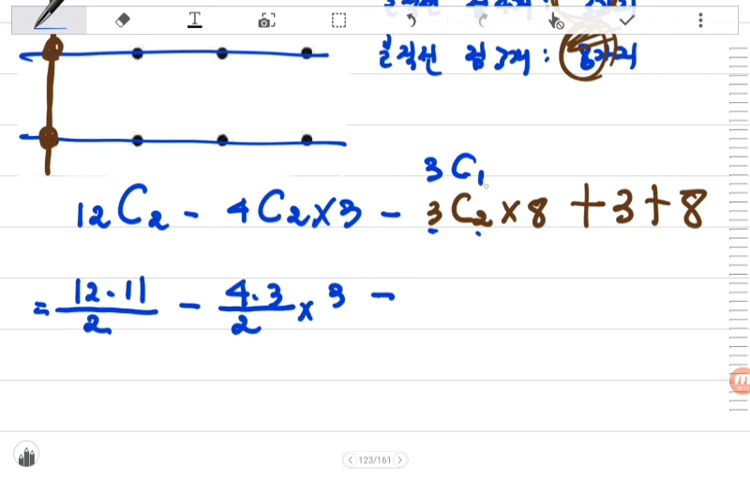 일직선 점 3개 : 8가지
3C1
12C2 - 4C2×3 - 3C2×8 + 3 + 8
= 12·11/2 - 4·3/2 × 3 -
123/161